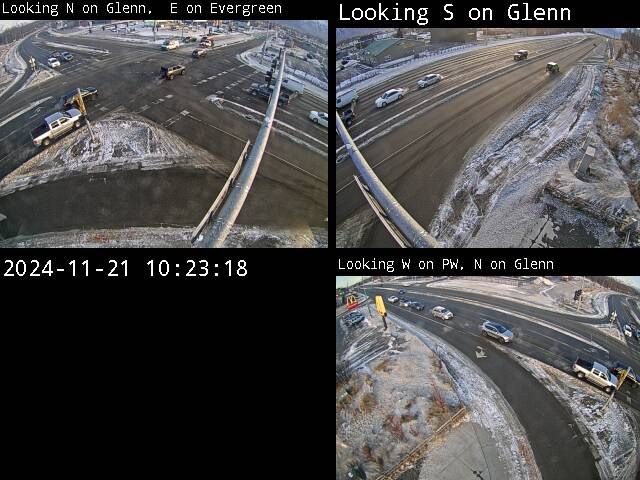 Looking N on Glenn,  E on Evergreen
Looking S on Glenn
2024-11-21 10:23:18
Looking W on PW, N on Glenn